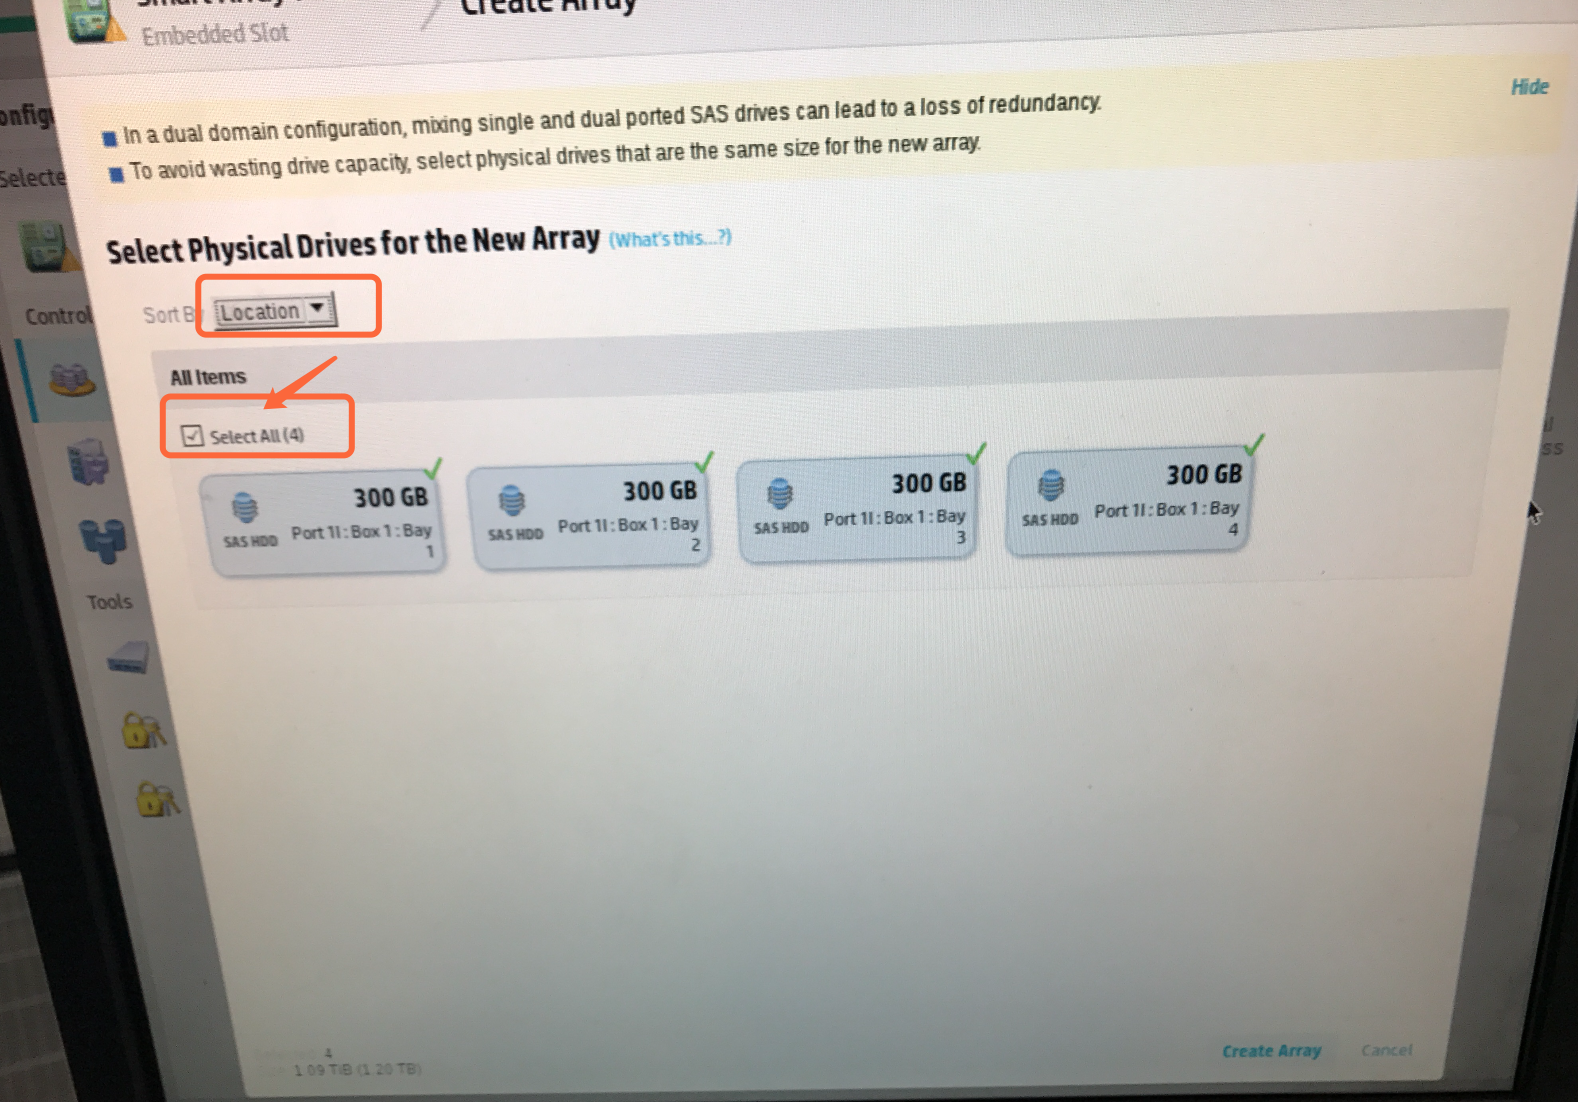 Create Array
Embedded Slot
Hide
In a dual domain configuration, mixing single and dual ported SAS drives can lead to a loss of redundancy.
To avoid wasting drive capacity, select physical drives that are the same size for the new array.
Select Physical Drives for the New Array (What's this...?)
Sort By Location
All Items
Select All (4)
300 GB
SAS HDD Port 1I : Box 1 : Bay
1
300 GB
SAS HDD Port 1I : Box 1 : Bay
2
300 GB
SAS HDD Port 1I : Box 1 : Bay
3
300 GB
SAS HDD Port 1I : Box 1 : Bay
4
Tools
4
1.09 TiB (1.20 TB)
Create Array Cancel